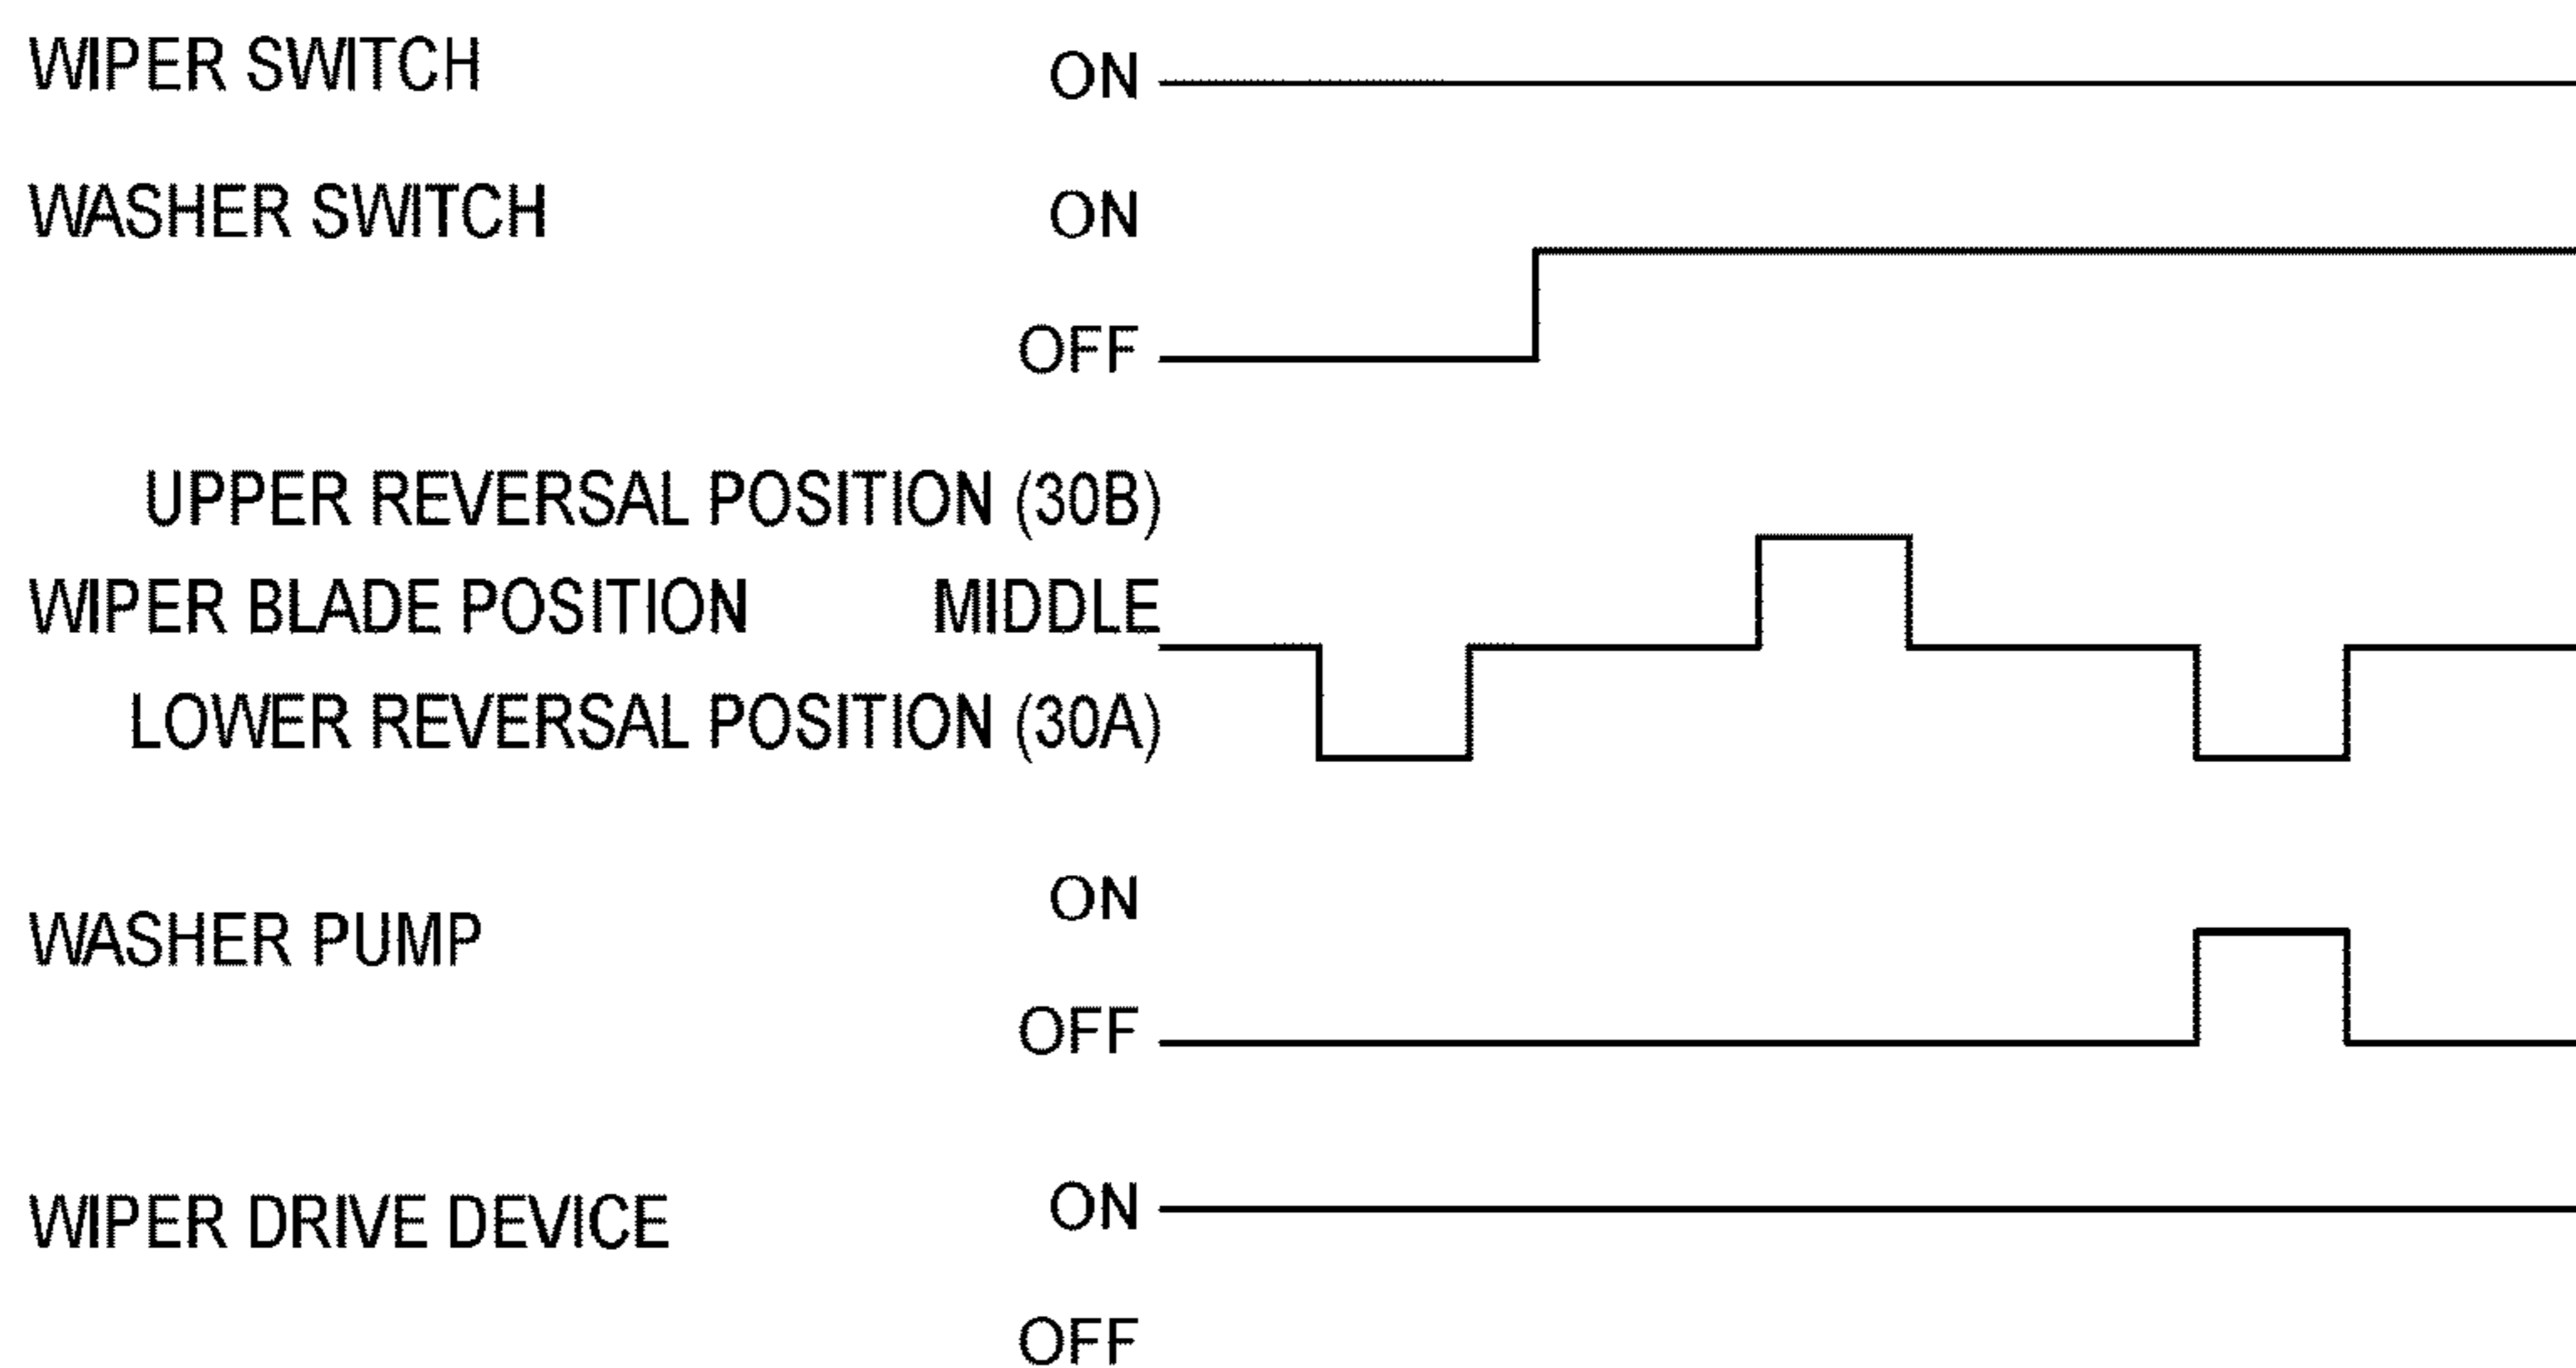 WIPER SWITCH ON
WASHER SWITCH ON
OFF
UPPER REVERSAL POSITION (30B)
WIPER BLADE POSITION MIDDLE
LOWER REVERSAL POSITION (30A)
ON
WASHER PUMP
OFF
WIPER DRIVE DEVICE ON
OFF